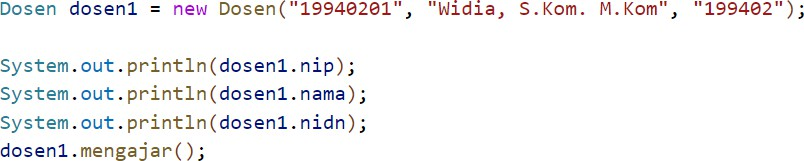 Dosen dosen1 = new Dosen("19940201", "Widia, S.Kom. M.Kom", "199402");
System.out.println(dosen1.nip);
System.out.println(dosen1.nama);
System.out.println(dosen1.nidn);
dosen1.mengajar();